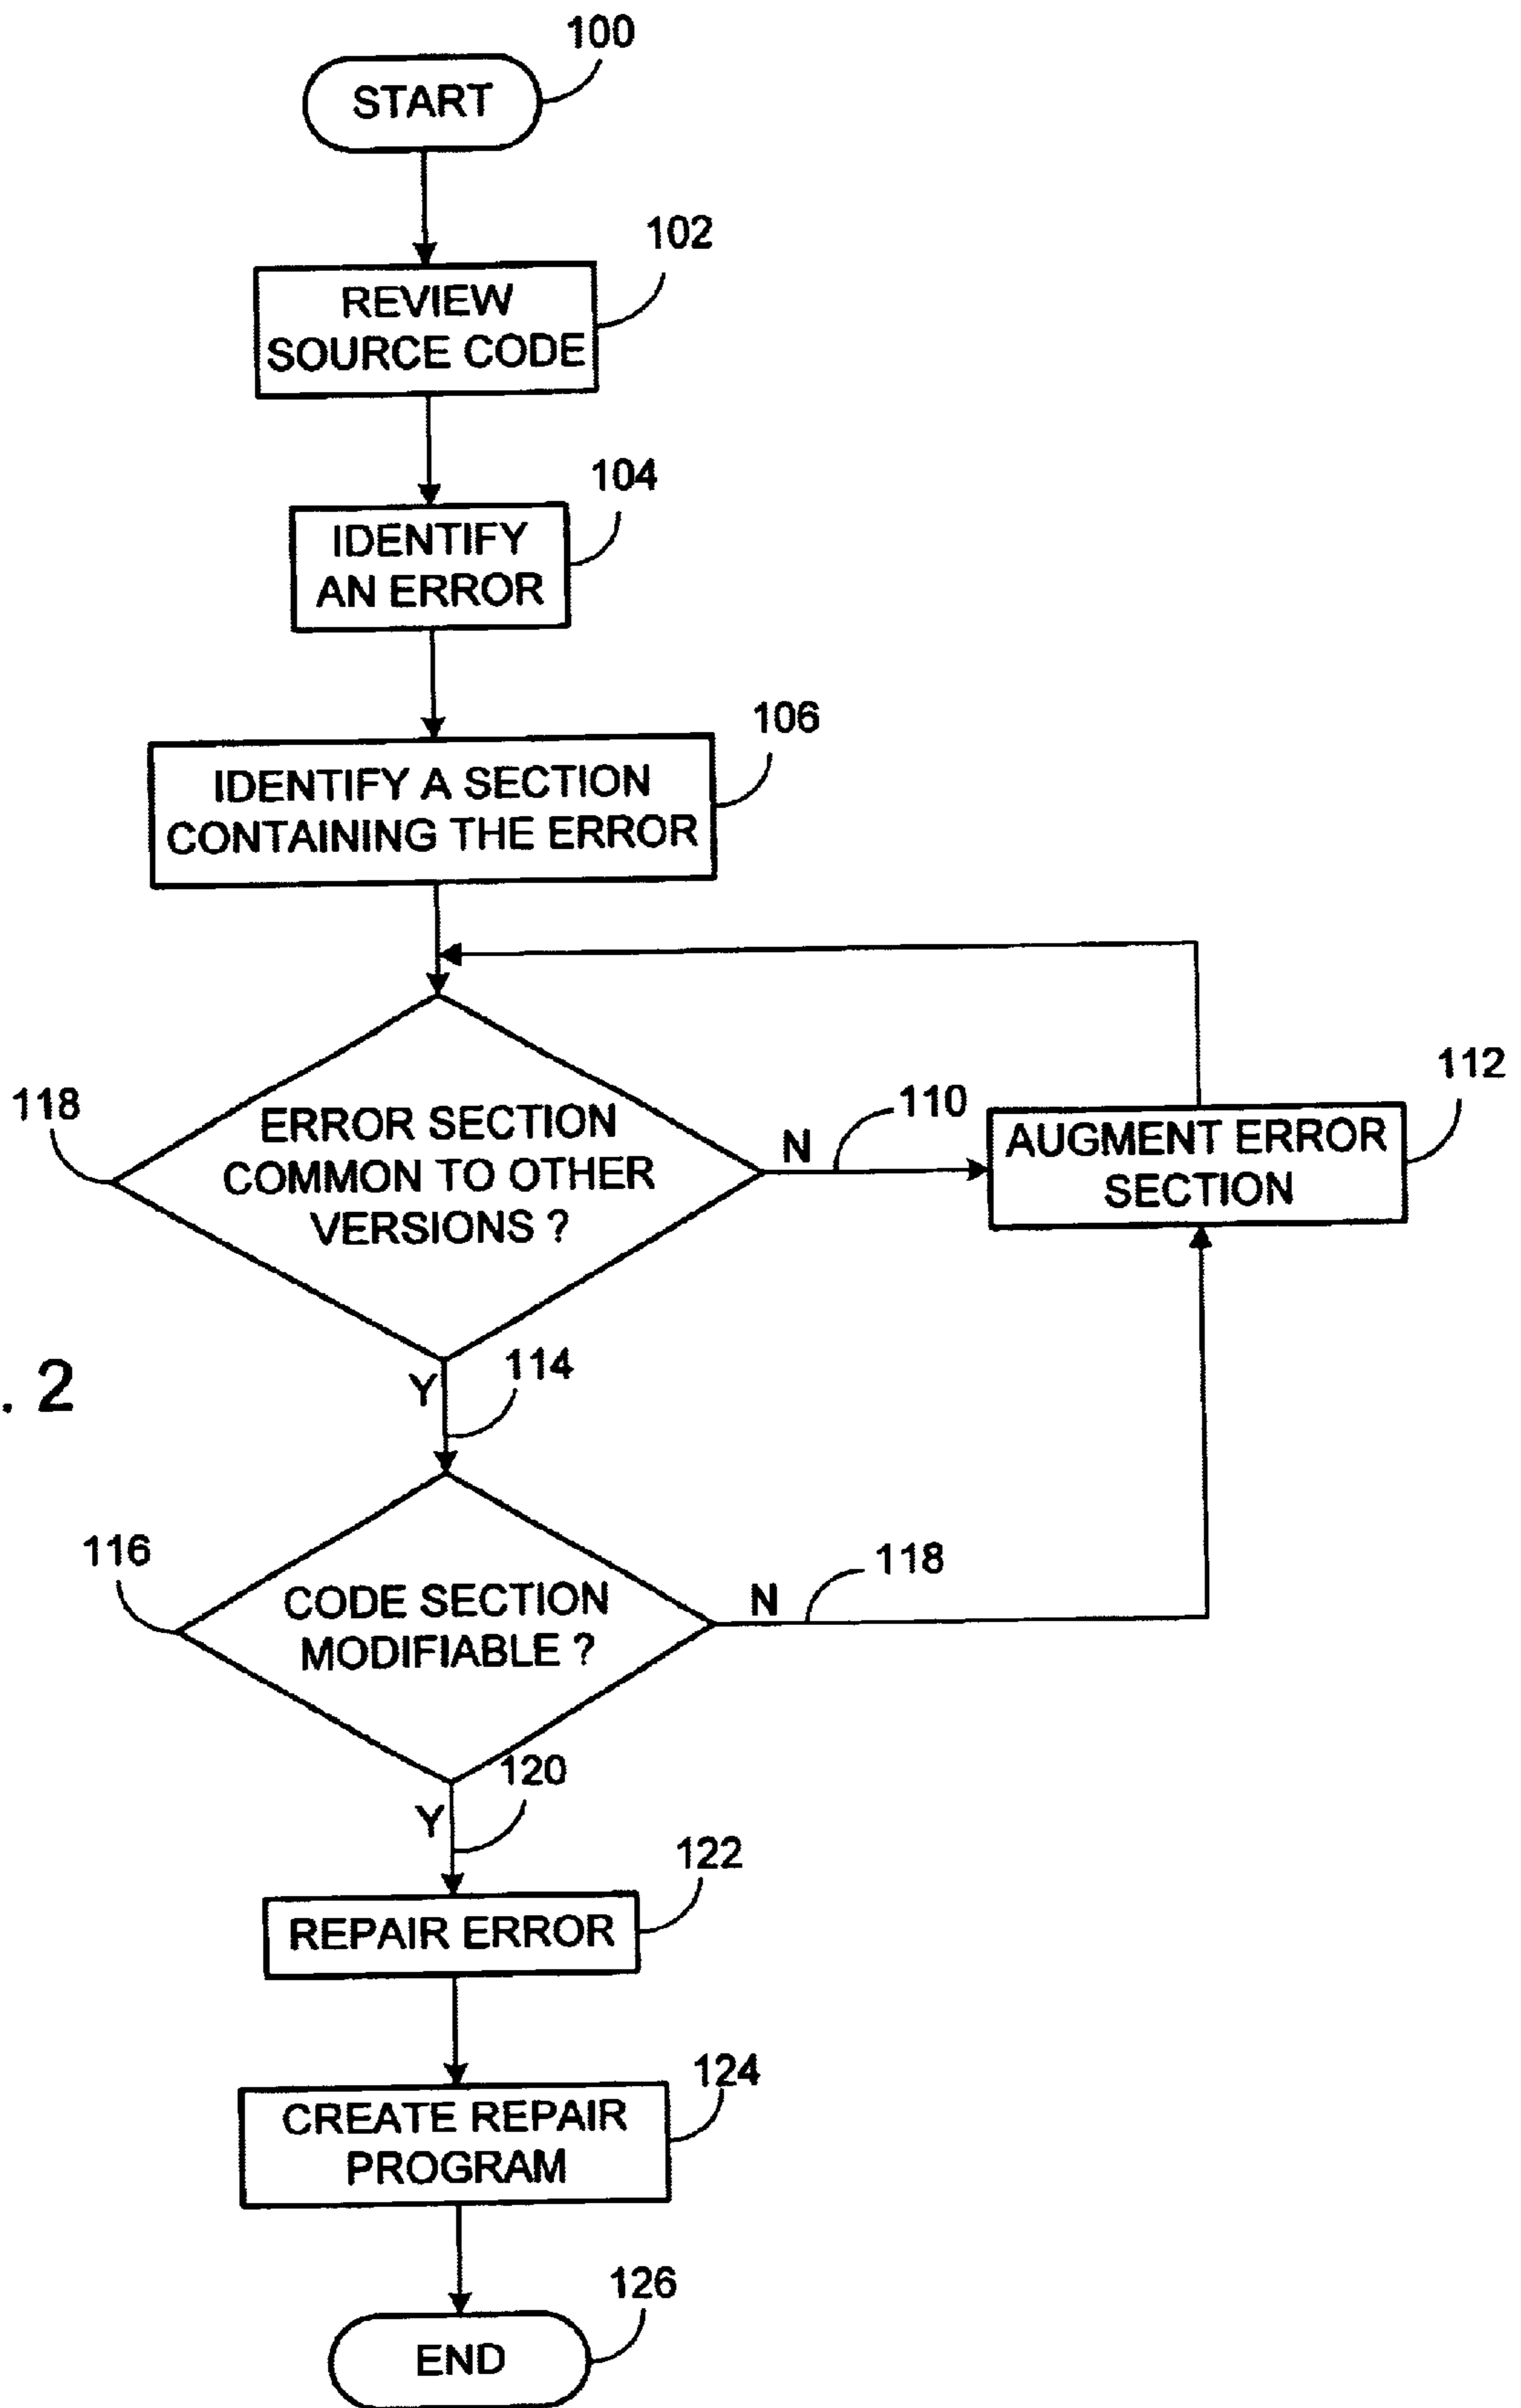 100
START
102
REVIEW
SOURCE CODE
104
IDENTIFY
AN ERROR
106
IDENTIFY A SECTION
CONTAINING THE ERROR
118
ERROR SECTION
COMMON TO OTHER
VERSIONS ?
N
110
112
AUGMENT ERROR
SECTION
. 2
Y
114
116
CODE SECTION
MODIFIABLE ?
N
118
120
Y
122
REPAIR ERROR
124
CREATE REPAIR
PROGRAM
126
END